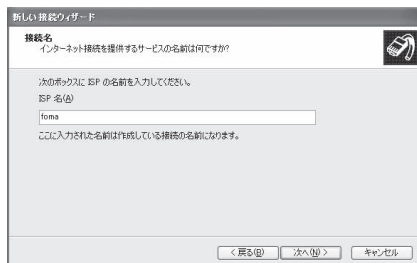 新しい接続ウィザード
接続名
インターネット接続を提供するサービスの名前は何ですか?
次のボックスに ISP の名前を入力してください。
ISP 名(A)
foma
ここに入力された名前は作成している接続の名前になります。
< 戻る(B)
次へ(N) >
キャンセル